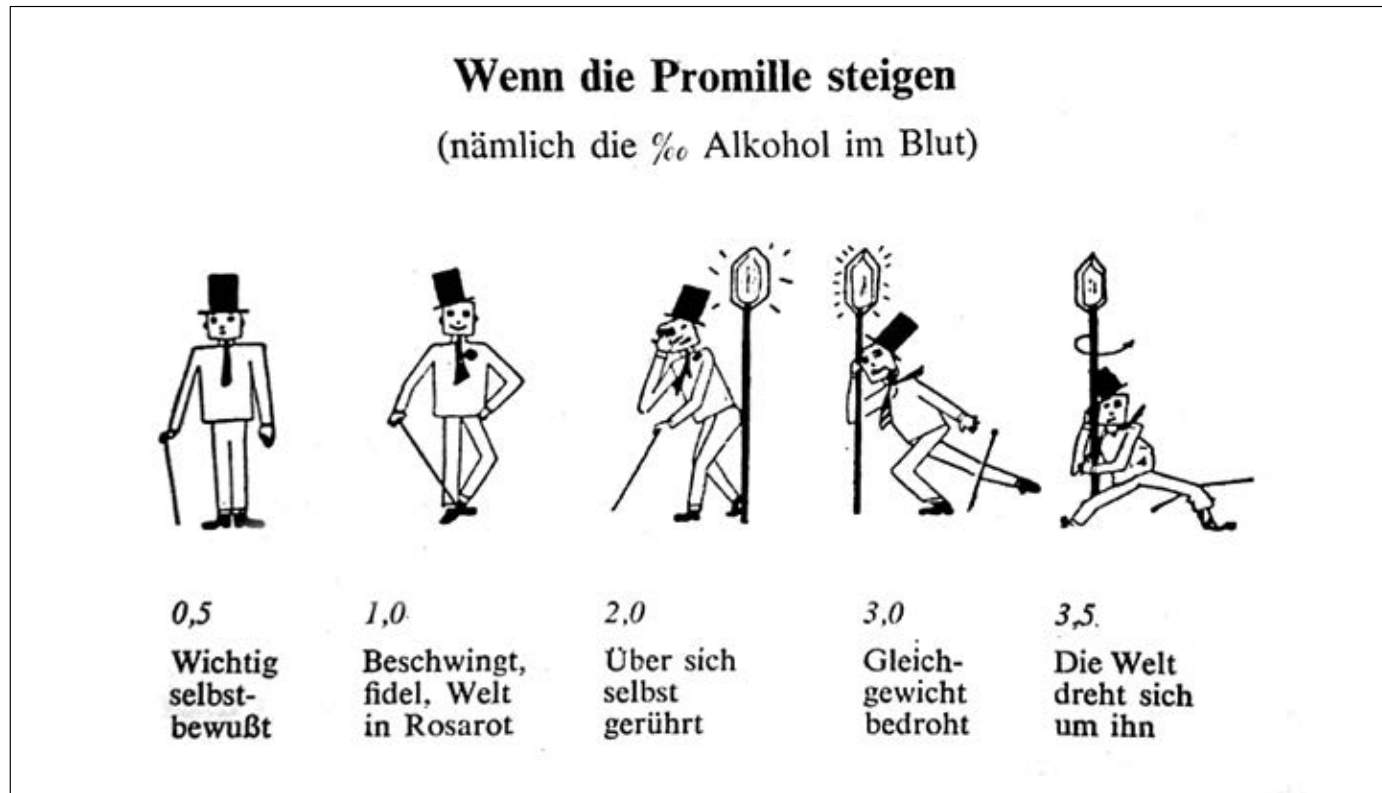 Wenn die Promille steigen
(nämlich die ‰ Alkohol im Blut)
0,5
Wichtig
selbst-
bewußt
1,0
Beschwingt,
fidel, Welt
in Rosarot
2,0
Über sich
selbst
gerührt
3,0
Gleich-
gewicht
bedroht
3,5
Die Welt
dreht sich
um ihn